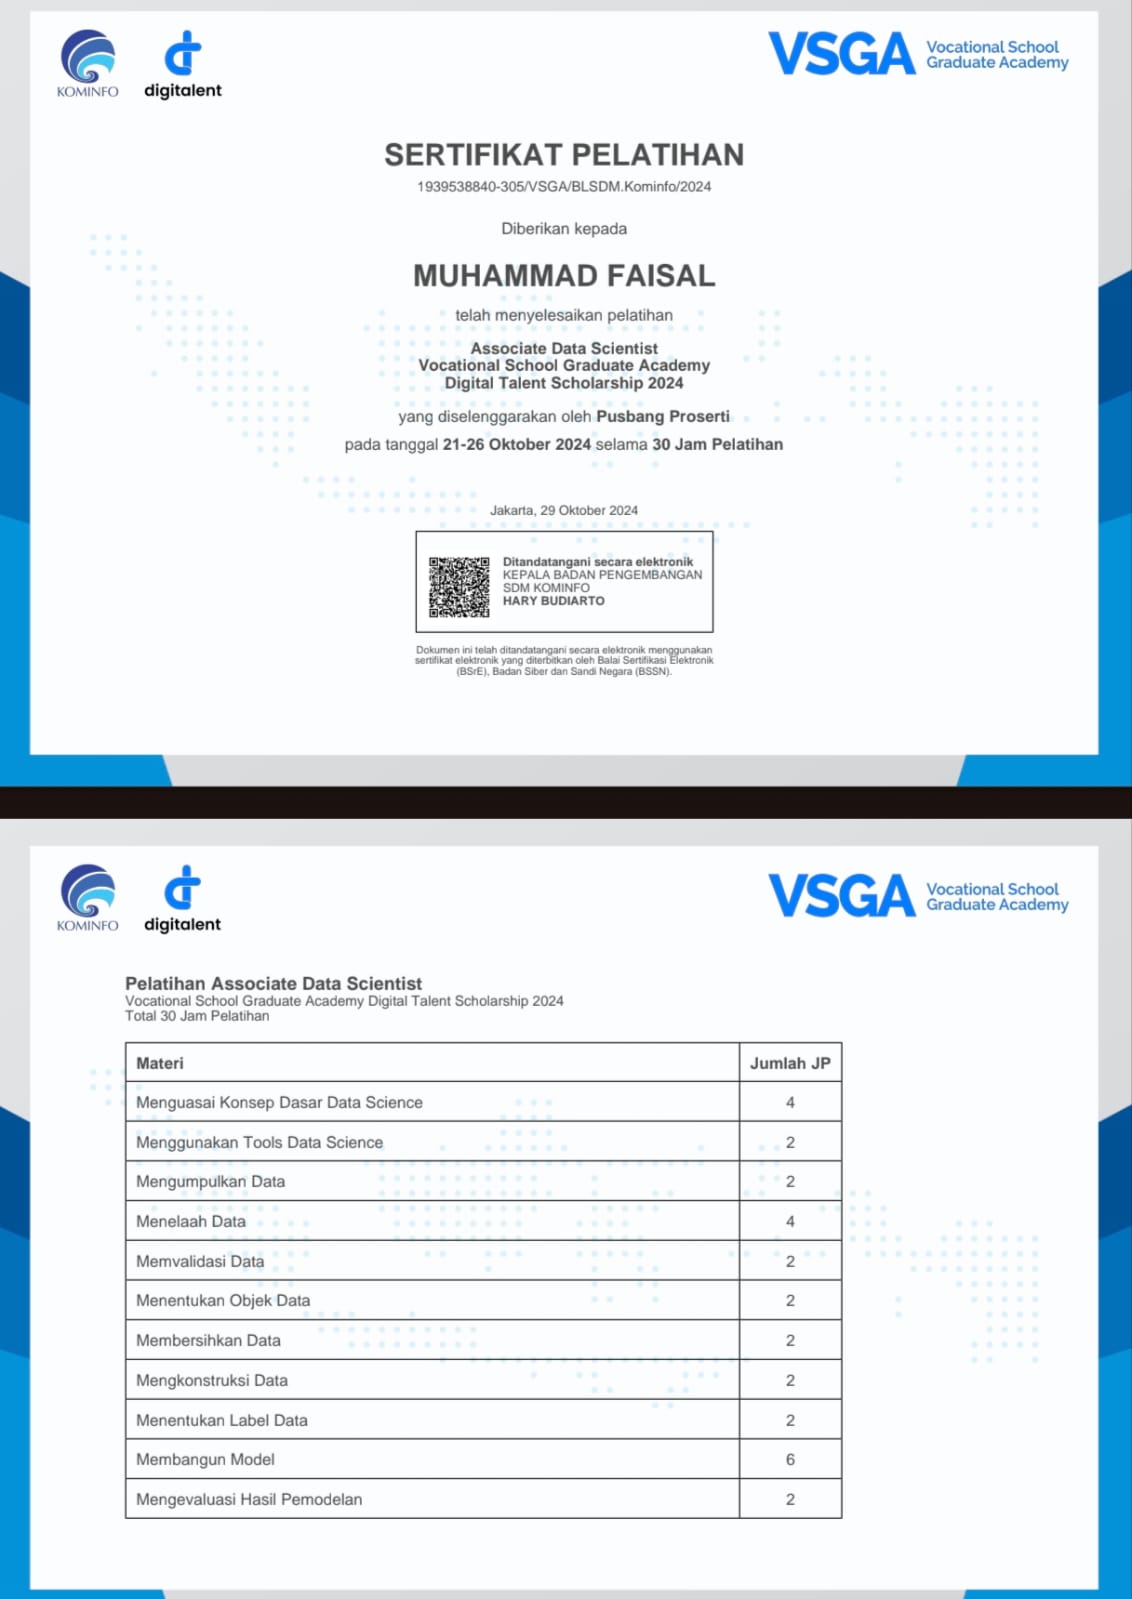 KOMINFO
digitalent
VSGA
Vocational School
Graduate Academy
SERTIFIKAT PELATIHAN
1939538840-305/VSGA/BLSDM.Kominfo/2024
Diberikan kepada
MUHAMMAD FAISAL
telah menyelesaikan pelatihan
Associate Data Scientist
Vocational School Graduate Academy
Digital Talent Scholarship 2024
yang diselenggarakan oleh Pusbang Proserti
pada tanggal 21-26 Oktober 2024 selama 30 Jam Pelatihan
Jakarta, 29 Oktober 2024
Ditandatangani secara elektronik
KEPALA BADAN PENGEMBANGAN
SDM KOMINFO
HARY BUDIARTO
Dokumen ini telah ditandatangani secara elektronik menggunakan
sertifikat elektronik yang diterbitkan oleh Balai Sertifikasi Elektronik
(BSrE), Badan Siber dan Sandi Negara (BSSN).
KOMINFO
digitalent
VSGA
Vocational School
Graduate Academy
Pelatihan Associate Data Scientist
Vocational School Graduate Academy Digital Talent Scholarship 2024
Total 30 Jam Pelatihan
Materi Jumlah JP
Menguasai Konsep Dasar Data Science 4
Menggunakan Tools Data Science 2
Mengumpulkan Data 2
Menelaah Data 4
Memvalidasi Data 2
Menentukan Objek Data 2
Membersihkan Data 2
Mengkonstruksi Data 2
Menentukan Label Data 2
Membangun Model 6
Mengevaluasi Hasil Pemodelan 2